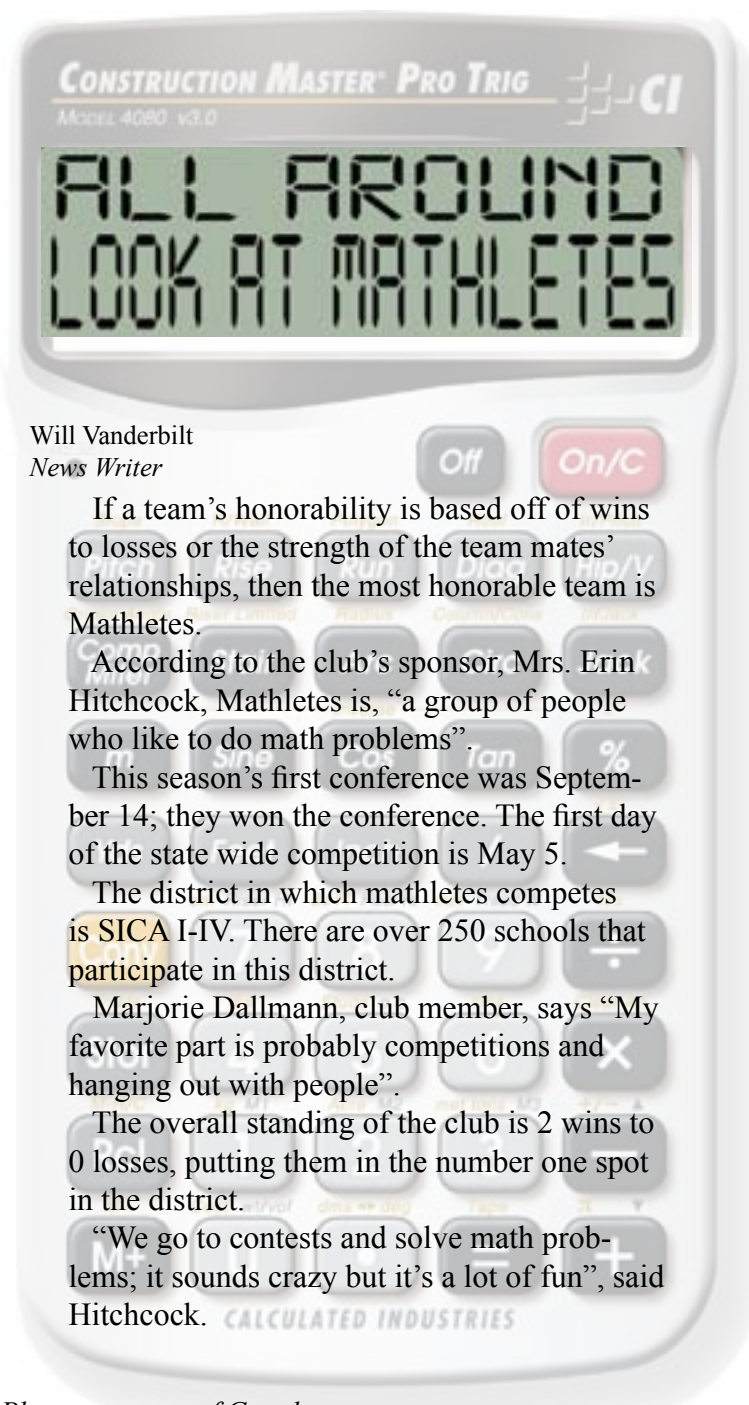 CONSTRUCTION MASTER® PRO TRIG
CI
MODEL 4080 v3.0
ALL AROUND
LOOK AT MATHLETES
Will Vanderbilt
News Writer
Off
On/C
If a team’s honorability is based off of wins
to losses or the strength of the team mates’
relationships, then the most honorable team is
Mathletes.
According to the club’s sponsor, Mrs. Erin
Hitchcock, Mathletes is, “a group of people
who like to do math problems”.
This season’s first conference was Septem-
ber 14; they won the conference. The first day
of the state wide competition is May 5.
The district in which mathletes competes
is SICA I-IV. There are over 250 schools that
participate in this district.
Marjorie Dallmann, club member, says “My
favorite part is probably competitions and
hanging out with people”.
The overall standing of the club is 2 wins to
0 losses, putting them in the number one spot
in the district.
“We go to contests and solve math prob-
lems; it sounds crazy but it’s a lot of fun”, said
Hitchcock.
CALCULATED INDUSTRIES
Pitch Rise Run Diag Hip/V
Sine Cos Tan %
M+ = +